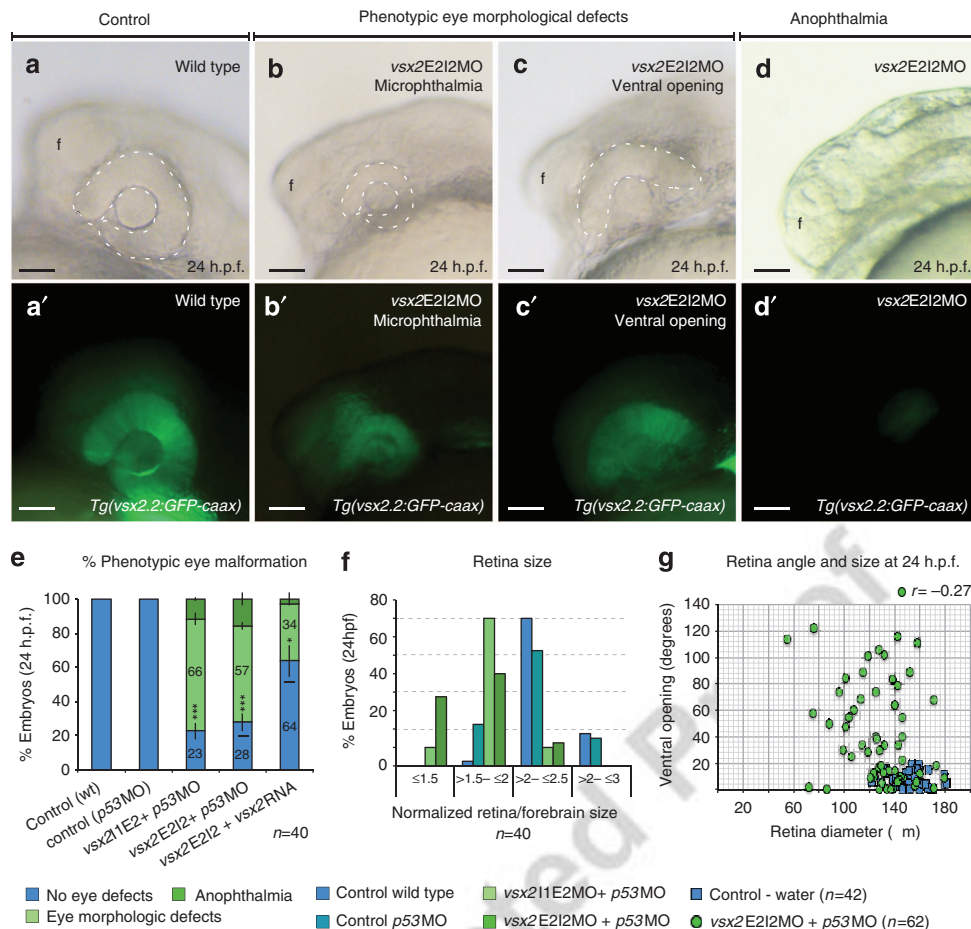 Control
Phenotypic eye morphological defects
Anophthalmia
a
Wild type
f
24 h.p.f.
b
vsx2E2I2MO
Microphthalmia
f
24 h.p.f.
c
vsx2E2I2MO
Ventral opening
f
24 h.p.f.
d
vsx2E2I2MO
f
24 h.p.f.
a′
Wild type
Tg(vsx2.2:GFP-caax)
b′
vsx2E2I2MO
Microphthalmia
Tg(vsx2.2:GFP-caax)
c′
vsx2E2I2MO
Ventral opening
Tg(vsx2.2:GFP-caax)
d′
vsx2E2I2MO
Tg(vsx2.2:GFP-caax)
e
% Phenotypic eye malformation
% Embryos (24 h.p.f.)
100
80
60
40
20
0
66
***
23
57
***
28
34
*
64
Control (wt)
control (p53MO)
vsx2I1E2+ p53MO
vsx2E2I2+ p53MO
vsx2E2I2 + vsx2RNA
n=40
No eye defects
Anophthalmia
Eye morphologic defects
f
Retina size
% Embryos (24hpf)
80
60
40
20
0
≤1.5
>1.5– ≤2
>2– ≤2.5
>2– ≤3
Normalized retina/forebrain size
n=40
Control wild type
vsx2I1E2MO+ p53MO
Control p53MO
vsx2E2I2MO + p53MO
g
Retina angle and size at 24 h.p.f.
r= −0.27
Ventral opening (degrees)
140
120
100
80
60
40
20
20
60
100
140
180
Retina diameter ( m)
Control - water (n=42)
vsx2E2I2MO + p53MO (n=62)